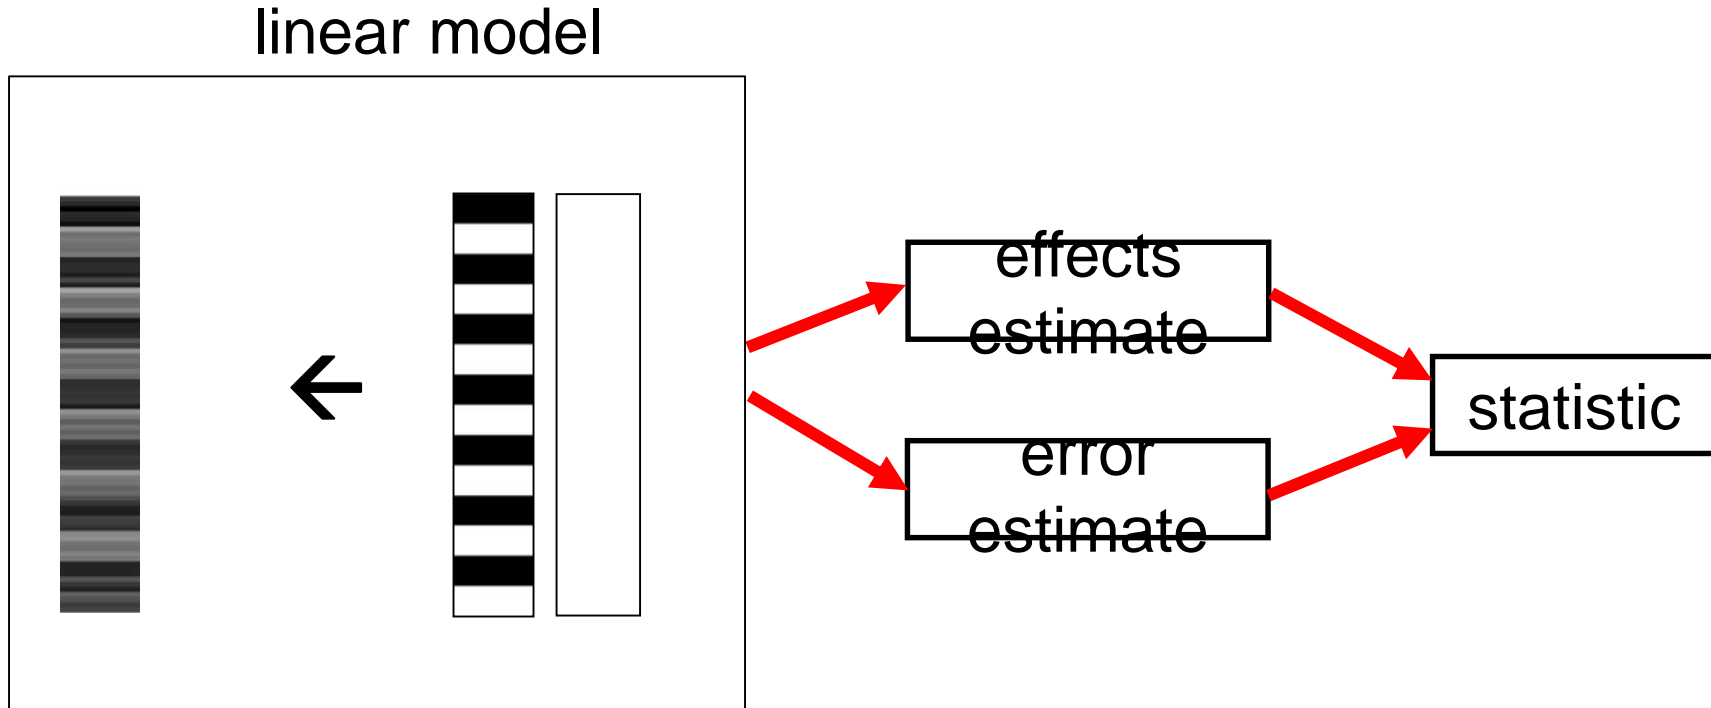 linear model
effects
estimate
error
estimate
statistic